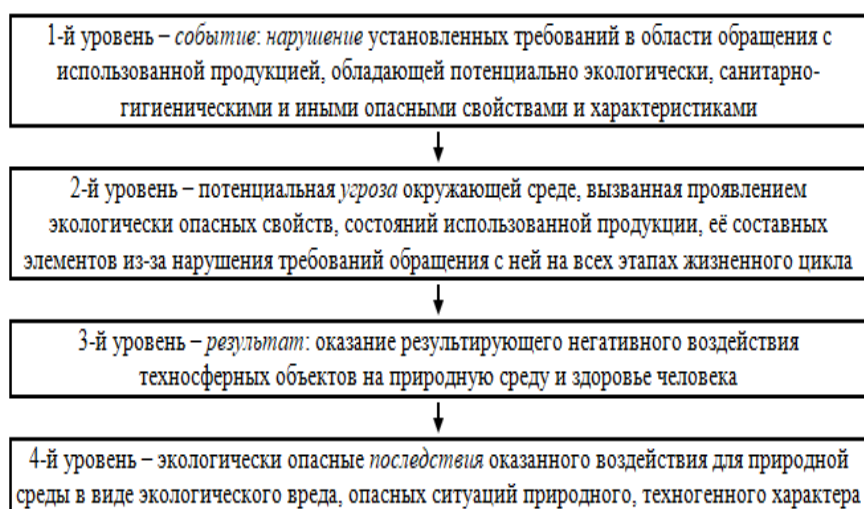 1-й уровень – событие: нарушение установленных требований в области обращения с
использованной продукцией, обладающей потенциально экологически, санитарно-
гигиеническими и иными опасными свойствами и характеристиками
2-й уровень – потенциальная угроза окружающей среде, вызванная проявлением
экологически опасных свойств, состояний использованной продукции, её составных
элементов из-за нарушения требований обращения с ней на всех этапах жизненного цикла
3-й уровень – результат: оказание результирующего негативного воздействия
техносферных объектов на природную среду и здоровье человека
4-й уровень – экологически опасные последствия оказанного воздействия для природной
среды в виде экологического вреда, опасных ситуаций природного, техногенного характера